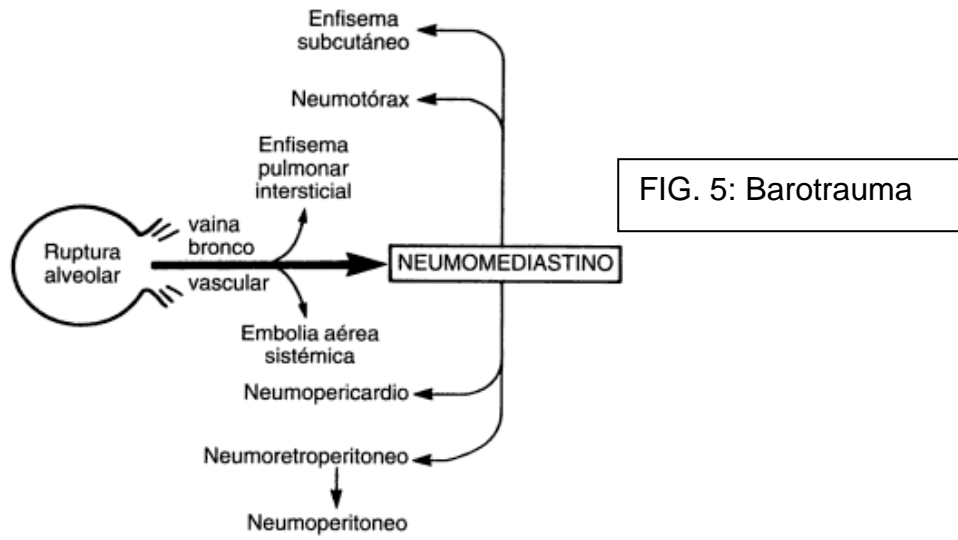 Enfisema
subcutáneo
Neumotórax
Enfisema
pulmonar
intersticial
FIG. 5: Barotrauma
vaina
bronco
Ruptura
alveolar
NEUMOMEDIASTINO
vascular
Embolia aérea
sistémica
Neumopericardio
Neumoretroperitoneo
Neumoperitoneo